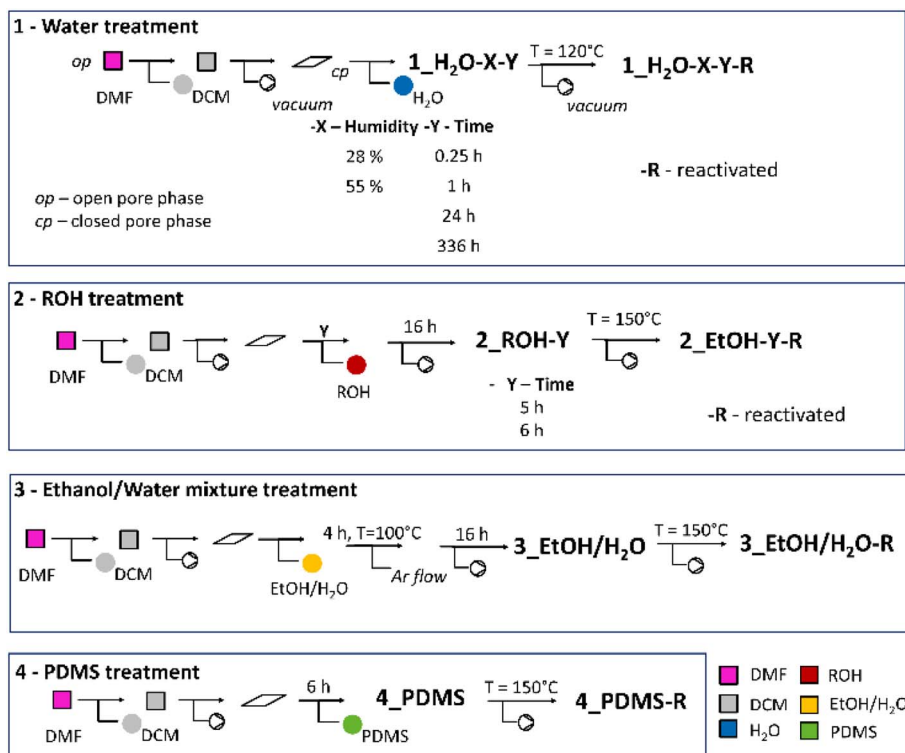 1 - Water treatment
op DMF DCM vacuum cp H₂O 1_H₂O-X-Y T = 120°C vacuum 1_H₂O-X-Y-R
-X – Humidity -Y - Time
28 % 0.25 h
55 % 1 h
24 h
336 h
-R - reactivated
op – open pore phase
cp – closed pore phase
2 - ROH treatment
DMF DCM Y ROH 16 h 2_ROH-Y T = 150°C 2_EtOH-Y-R
- Y – Time
5 h
6 h
-R - reactivated
3 - Ethanol/Water mixture treatment
DMF DCM EtOH/H₂O 4 h, T=100°C Ar flow 16 h 3_EtOH/H₂O T = 150°C 3_EtOH/H₂O-R
4 - PDMS treatment
DMF DCM 6 h PDMS 4_PDMS T = 150°C 4_PDMS-R
DMF ROH
DCM EtOH/H₂O
H₂O PDMS